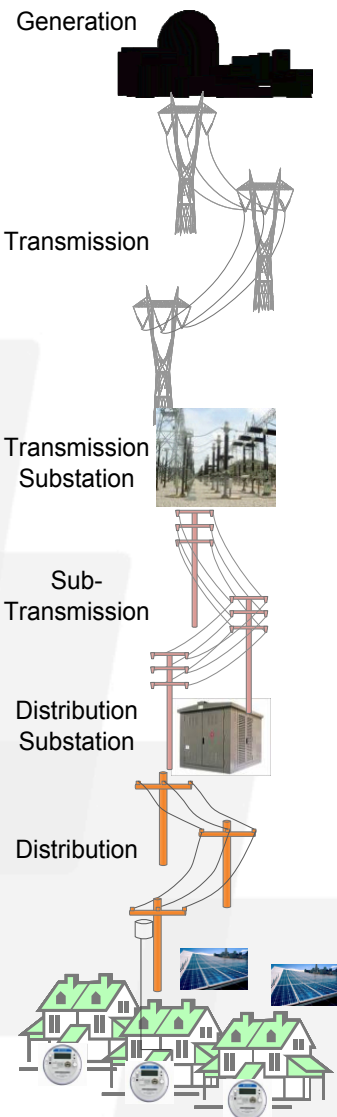 Generation
Transmission
Transmission
Substation
Sub-
Transmission
Distribution
Substation
Distribution